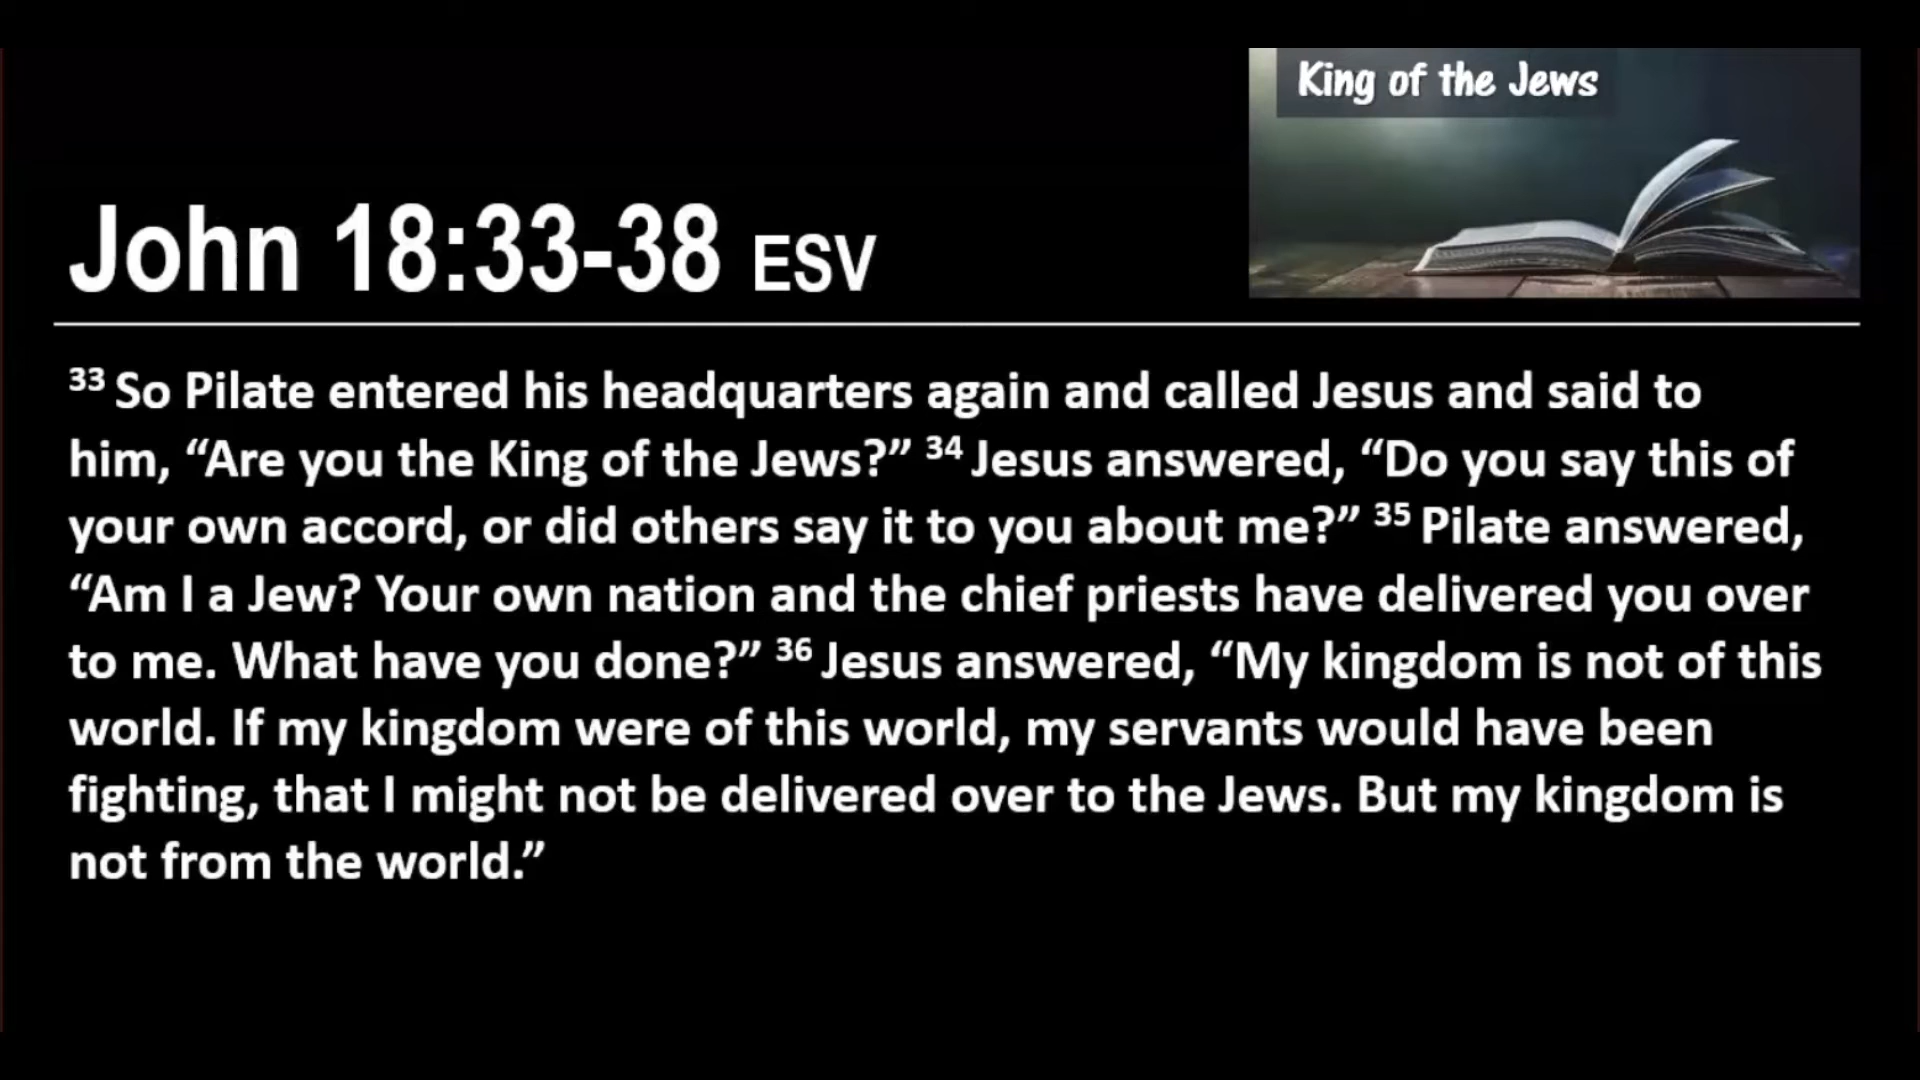 King of the Jews
John 18:33-38 ESV
33 So Pilate entered his headquarters again and called Jesus and said to
him, “Are you the King of the Jews?” 34 Jesus answered, “Do you say this of
your own accord, or did others say it to you about me?” 35 Pilate answered,
“Am I a Jew? Your own nation and the chief priests have delivered you over
to me. What have you done?” 36 Jesus answered, “My kingdom is not of this
world. If my kingdom were of this world, my servants would have been
fighting, that I might not be delivered over to the Jews. But my kingdom is
not from the world.”